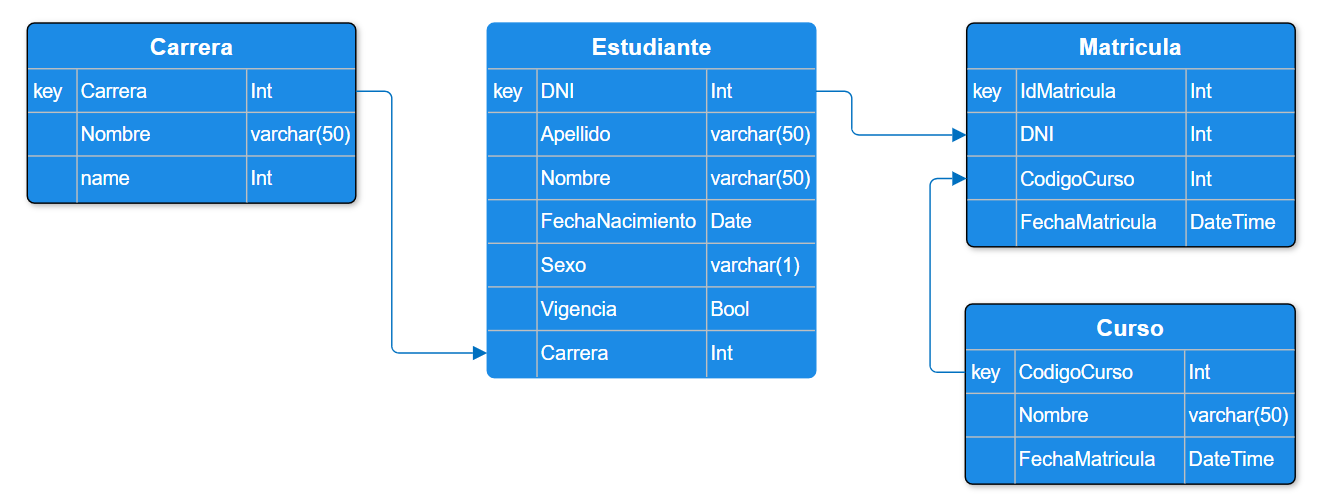 Carrera
key Carrera Int
Nombre varchar(50)
name Int
Estudiante
key DNI Int
Apellido varchar(50)
Nombre varchar(50)
FechaNacimiento Date
Sexo varchar(1)
Vigencia Bool
Carrera Int
Matricula
key IdMatricula Int
DNI Int
CodigoCurso Int
FechaMatricula DateTime
Curso
key CodigoCurso Int
Nombre varchar(50)
FechaMatricula DateTime